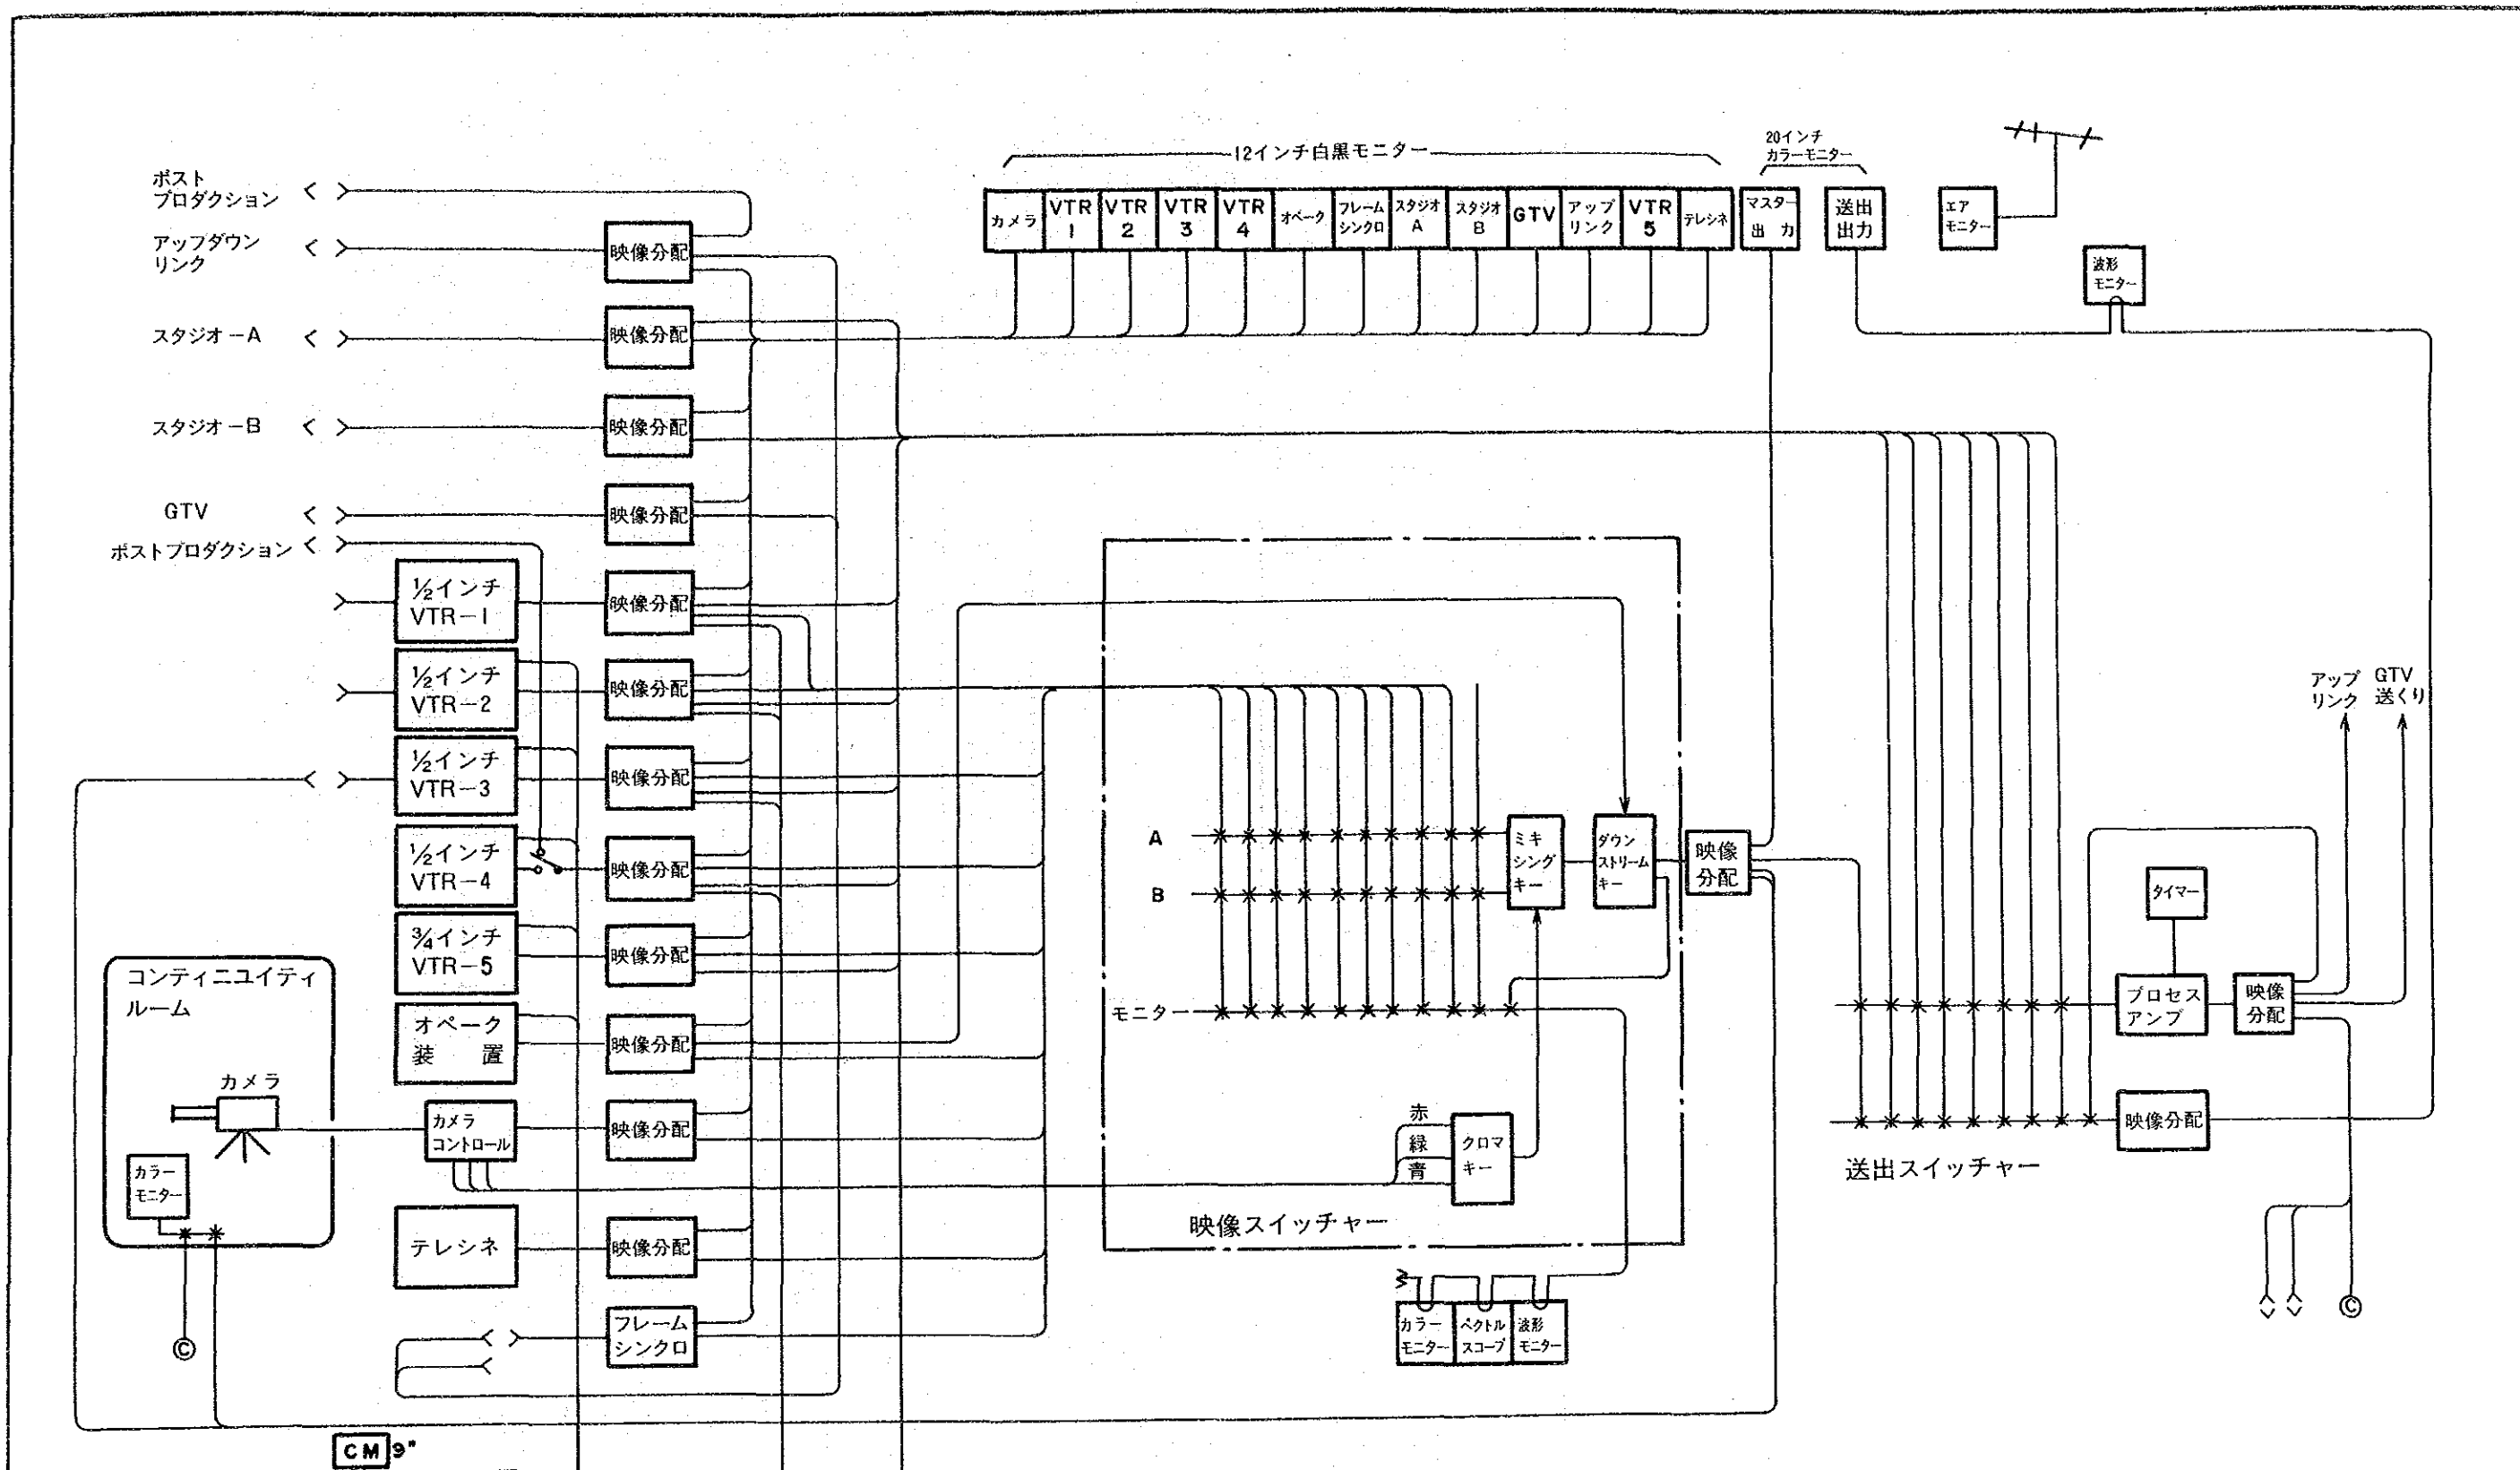 ポスト
プロダクション
アップダウン
リンク
スタジオ-A
スタジオ-B
GTV
ポストプロダクション
映像分配
映像分配
映像分配
映像分配
映像分配
映像分配
映像分配
映像分配
映像分配
映像分配
映像分配
映像分配
フレーム
シンクロ
½インチ
VTR-1
½インチ
VTR-2
½インチ
VTR-3
½インチ
VTR-4
¾インチ
VTR-5
オペーク
装置
カメラ
コントロール
テレシネ
コンティニュイティ
ルーム
カメラ
カラー
モニター
©
CM 9"
12インチ白黒モニター
カメラ
VTR
1
VTR
2
VTR
3
VTR
4
オペーク
フレーム
シンクロ
スタジオ
A
スタジオ
B
GTV
アップ
リンク
VTR
5
テレシネ
20インチ
カラーモニター
マスター
出力
送出
出力
エア
モニター
波形
モニター
A
B
モニター
ミキ
シング
キー
ダウン
ストリーム
キー
映像
分配
赤
緑
青
クロマ
キー
映像スイッチャー
カラー
モニター
ベクトル
スコープ
波形
モニター
アップ
リンク
GTV
送くり
タイマー
プロセス
アンプ
映像
分配
映像分配
送出スイッチャー
©